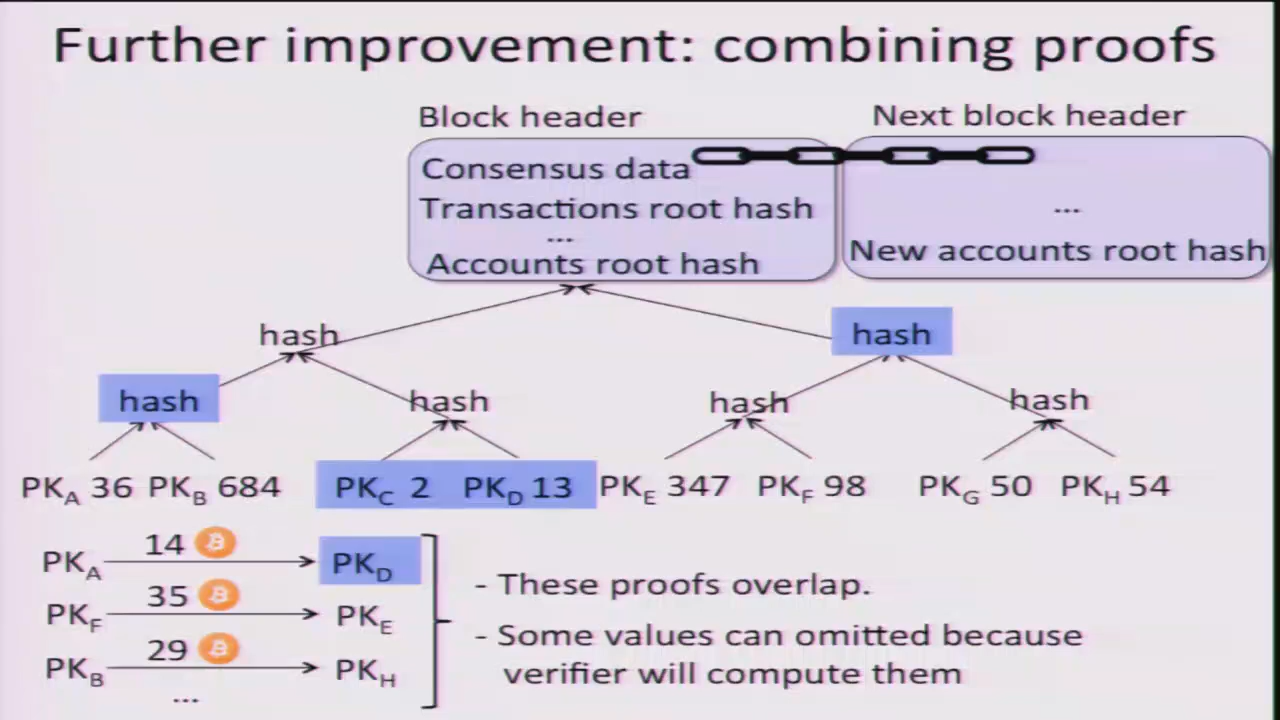 Further improvement: combining proofs
Block header
Next block header
Consensus data
Transactions root hash
...
Accounts root hash
...
New accounts root hash
hash
hash
hash
hash
hash
hash
PKA 36 PKB 684 PKC 2 PKD 13 PKE 347 PKF 98 PKG 50 PKH 54
PKA 14 PKD
PKF 35 PKE
PKB 29 PKH
...
- These proofs overlap.
- Some values can omitted because
verifier will compute them